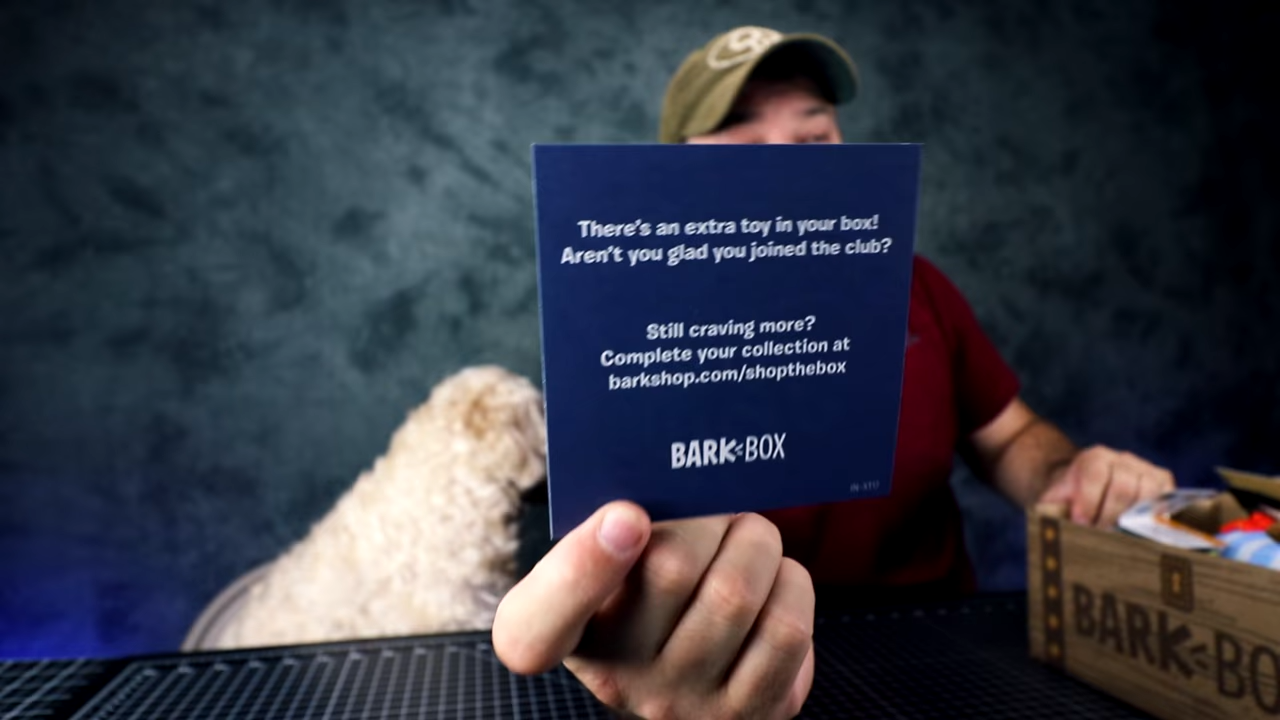 There's an extra toy in your box!
Aren't you glad you joined the club?
Still craving more?
Complete your collection at
barkshop.com/shopthebox
BARK BOX
BARK BO